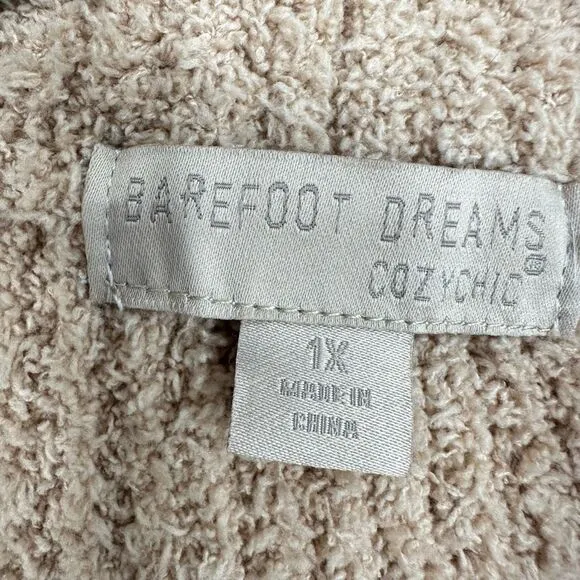 BAREFOOT DREAMS
COZYCHIC®
1X
MADE IN
CHINA